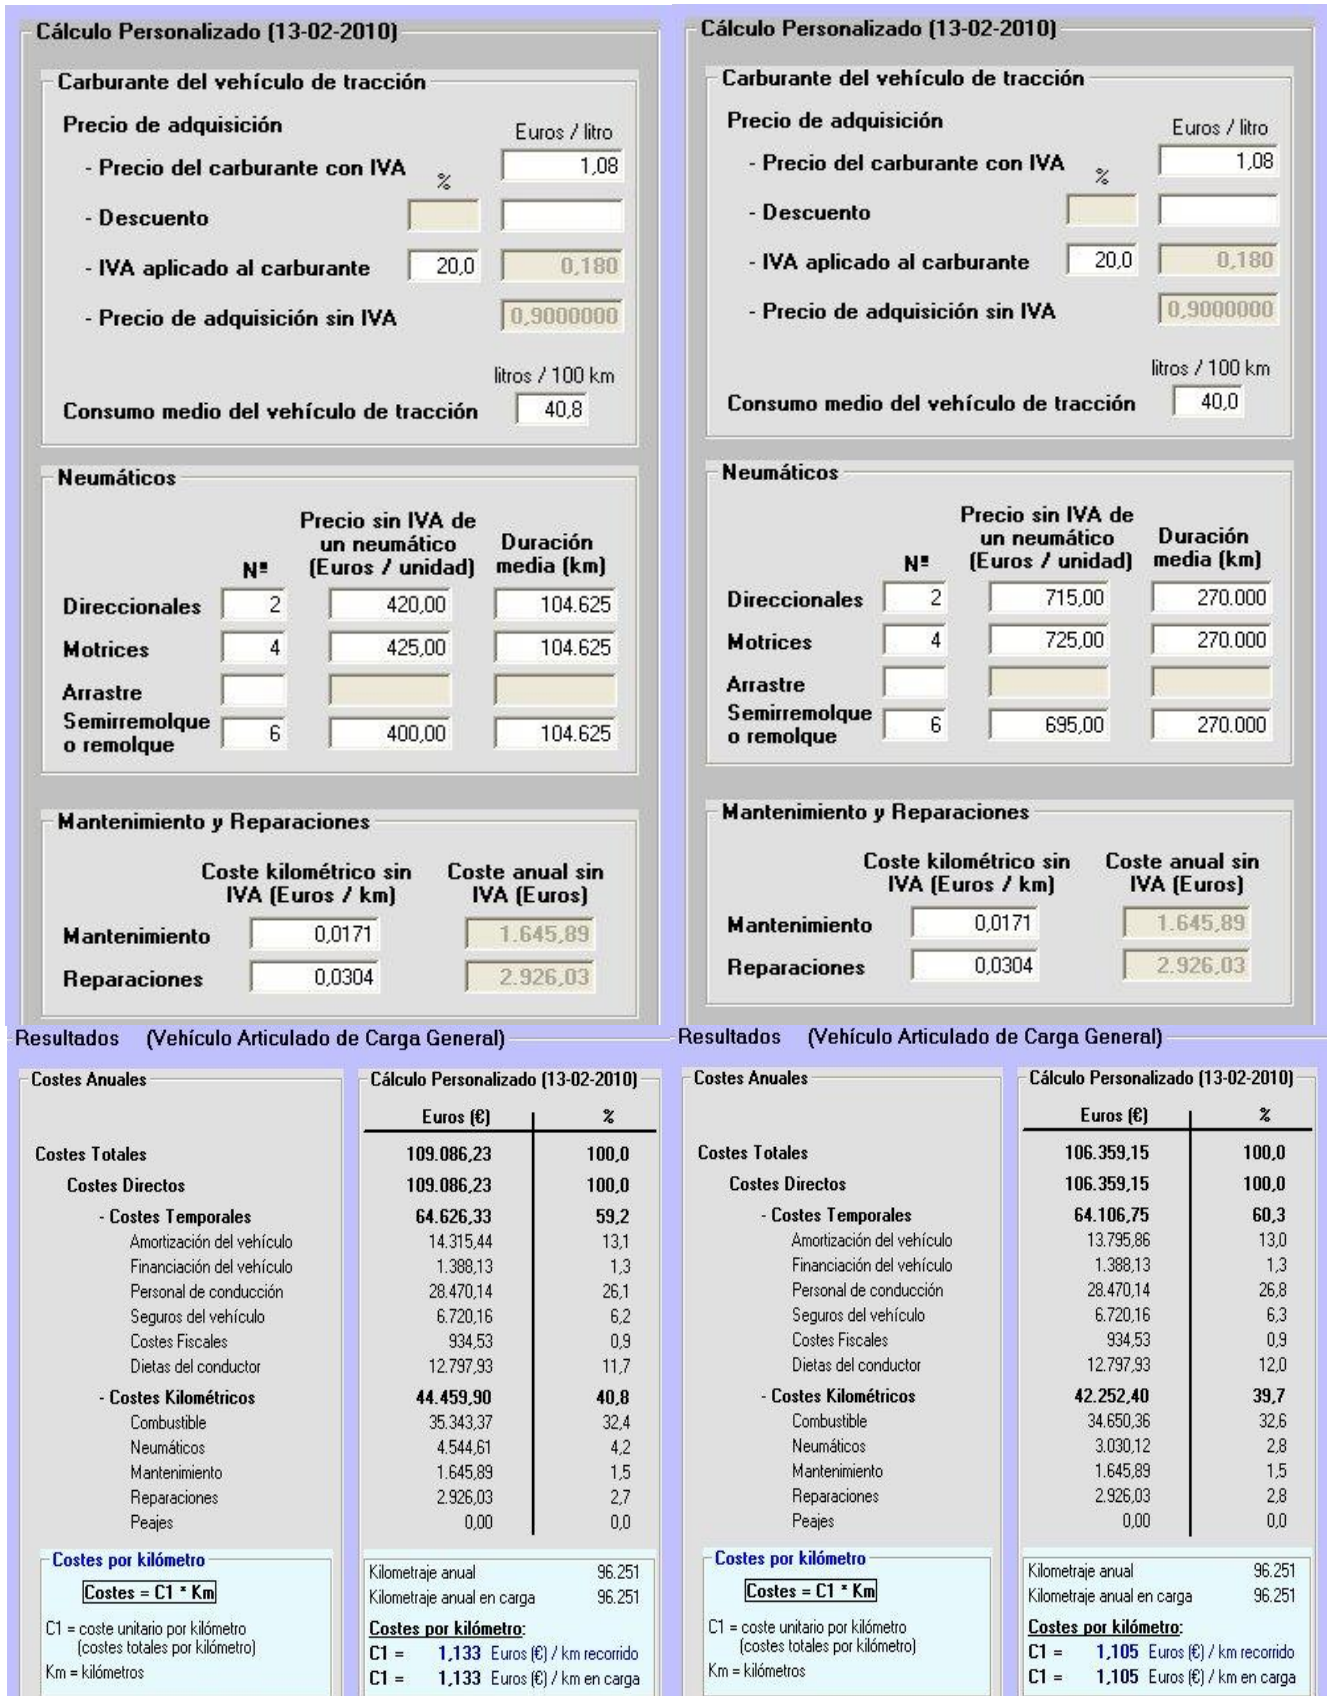 Cálculo Personalizado (13-02-2010)
Carburante del vehículo de tracción
Precio de adquisición
Euros / litro
- Precio del carburante con IVA % 1,08
- Descuento
- IVA aplicado al carburante 20,0 0,180
- Precio de adquisición sin IVA 0,9000000
litros / 100 km
Consumo medio del vehículo de tracción 40,8
Neumáticos
Nº Precio sin IVA de un neumático (Euros / unidad) Duración media (km)
Direccionales 2 420,00 104.625
Motrices 4 425,00 104.625
Arrastre
Semirremolque o remolque 6 400,00 104.625
Mantenimiento y Reparaciones
Coste kilométrico sin IVA (Euros / km) Coste anual sin IVA (Euros)
Mantenimiento 0,0171 1.645,89
Reparaciones 0,0304 2.926,03
Cálculo Personalizado (13-02-2010)
Carburante del vehículo de tracción
Precio de adquisición
Euros / litro
- Precio del carburante con IVA % 1,08
- Descuento
- IVA aplicado al carburante 20,0 0,180
- Precio de adquisición sin IVA 0,9000000
litros / 100 km
Consumo medio del vehículo de tracción 40,0
Neumáticos
Nº Precio sin IVA de un neumático (Euros / unidad) Duración media (km)
Direccionales 2 715,00 270.000
Motrices 4 725,00 270.000
Arrastre
Semirremolque o remolque 6 695,00 270.000
Mantenimiento y Reparaciones
Coste kilométrico sin IVA (Euros / km) Coste anual sin IVA (Euros)
Mantenimiento 0,0171 1.645,89
Reparaciones 0,0304 2.926,03
Resultados (Vehículo Articulado de Carga General)
Costes Anuales Cálculo Personalizado (13-02-2010)
Euros (€) %
Costes Totales 109.086,23 100,0
Costes Directos 109.086,23 100,0
- Costes Temporales 64.626,33 59,2
Amortización del vehículo 14.315,44 13,1
Financiación del vehículo 1.388,13 1,3
Personal de conducción 28.470,14 26,1
Seguros del vehículo 6.720,16 6,2
Costes Fiscales 934,53 0,9
Dietas del conductor 12.797,93 11,7
- Costes Kilométricos 44.459,90 40,8
Combustible 35.343,37 32,4
Neumáticos 4.544,61 4,2
Mantenimiento 1.645,89 1,5
Reparaciones 2.926,03 2,7
Peajes 0,00 0,0
Costes por kilómetro
Costes = C1 * Km
C1 = coste unitario por kilómetro
(costes totales por kilómetro)
Km = kilómetros
Kilometraje anual 96.251
Kilometraje anual en carga 96.251
Costes por kilómetro:
C1 = 1,133 Euros (€) / km recorrido
C1 = 1,133 Euros (€) / km en carga
Resultados (Vehículo Articulado de Carga General)
Costes Anuales Cálculo Personalizado (13-02-2010)
Euros (€) %
Costes Totales 106.359,15 100,0
Costes Directos 106.359,15 100,0
- Costes Temporales 64.106,75 60,3
Amortización del vehículo 13.795,86 13,0
Financiación del vehículo 1.388,13 1,3
Personal de conducción 28.470,14 26,8
Seguros del vehículo 6.720,16 6,3
Costes Fiscales 934,53 0,9
Dietas del conductor 12.797,93 12,0
- Costes Kilométricos 42.252,40 39,7
Combustible 34.650,36 32,6
Neumáticos 3.030,12 2,8
Mantenimiento 1.645,89 1,5
Reparaciones 2.926,03 2,8
Peajes 0,00 0,0
Costes por kilómetro
Costes = C1 * Km
C1 = coste unitario por kilómetro
(costes totales por kilómetro)
Km = kilómetros
Kilometraje anual 96.251
Kilometraje anual en carga 96.251
Costes por kilómetro:
C1 = 1,105 Euros (€) / km recorrido
C1 = 1,105 Euros (€) / km en carga